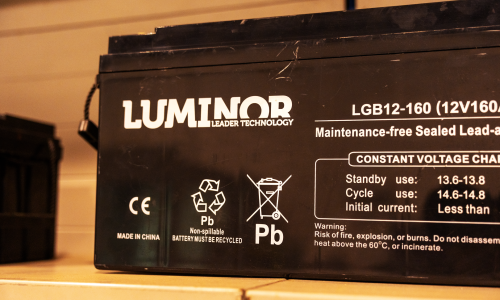 LUMINOR
LEADER TECHNOLOGY
LGB12-160 (12V160A
Maintenance-free Sealed Lead-a
CONSTANT VOLTAGE CHA
Standby use: 13.6-13.8
Cycle use: 14.6-14.8
Initial current: Less than
CE
Pb
Non-spillable
BATTERY MUST BE RECYCLED
Pb
MADE IN CHINA
Warning:
Risk of fire, explosion, or burns. Do not disassem
heat above the 60°C, or incinerate.